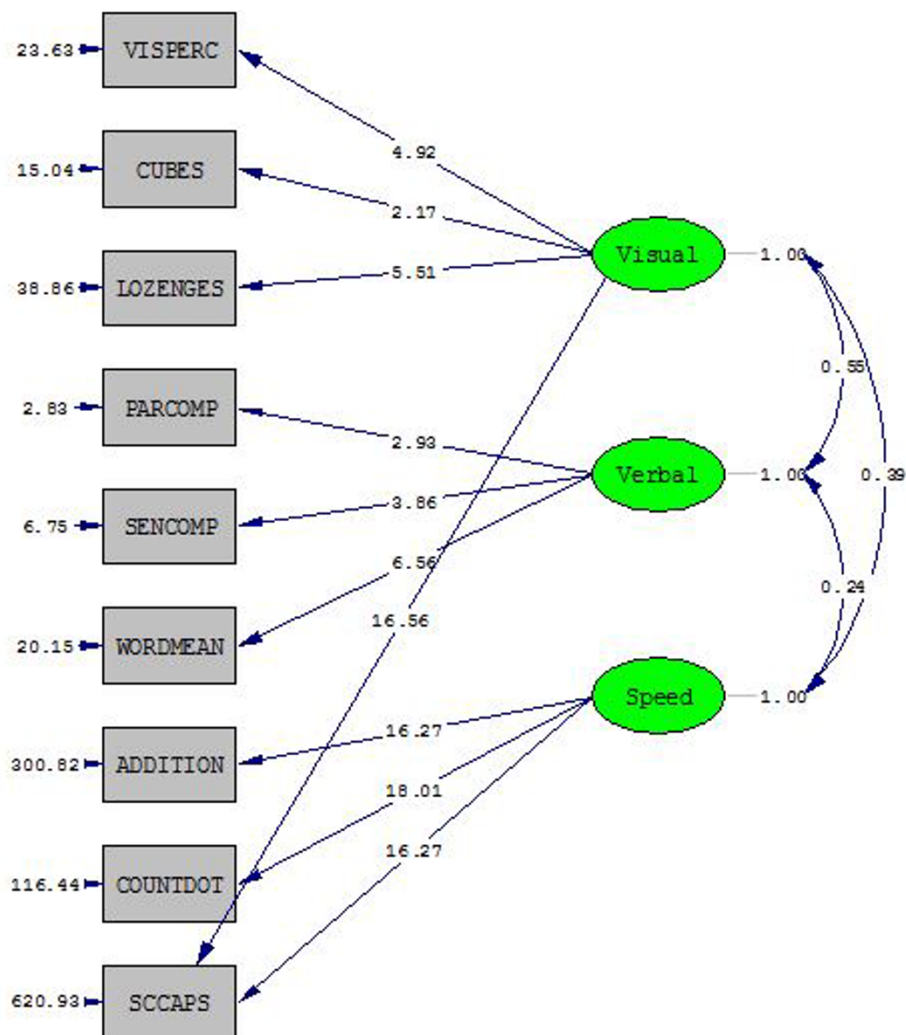 23.63 VISPERC
4.92
15.04 CUBES
2.17
Visual 1.00
5.51
38.86 LOZENGES
0.55
2.83 PARCOMP
2.93
Verbal 1.00
0.39
3.86
6.75 SENCOMP
6.56
0.24
16.56
20.15 WORDMEAN
Speed 1.00
16.27
300.82 ADDITION
18.01
16.27
116.44 COUNTDOT
620.93 SCCAPS